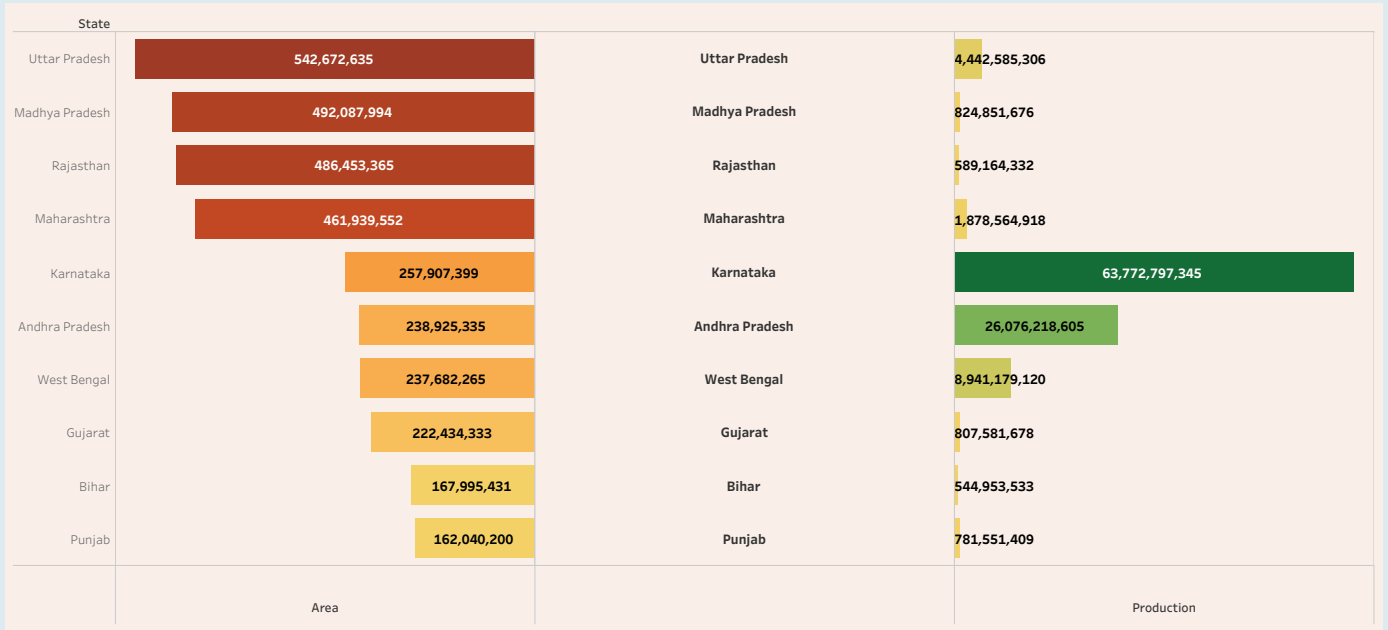 State
Uttar Pradesh 542,672,635 Uttar Pradesh 4,442,585,306
Madhya Pradesh 492,087,994 Madhya Pradesh 824,851,676
Rajasthan 486,453,365 Rajasthan 589,164,332
Maharashtra 461,939,552 Maharashtra 1,878,564,918
Karnataka 257,907,399 Karnataka 63,772,797,345
Andhra Pradesh 238,925,335 Andhra Pradesh 26,076,218,605
West Bengal 237,682,265 West Bengal 8,941,179,120
Gujarat 222,434,333 Gujarat 807,581,678
Bihar 167,995,431 Bihar 544,953,533
Punjab 162,040,200 Punjab 781,551,409
Area Production